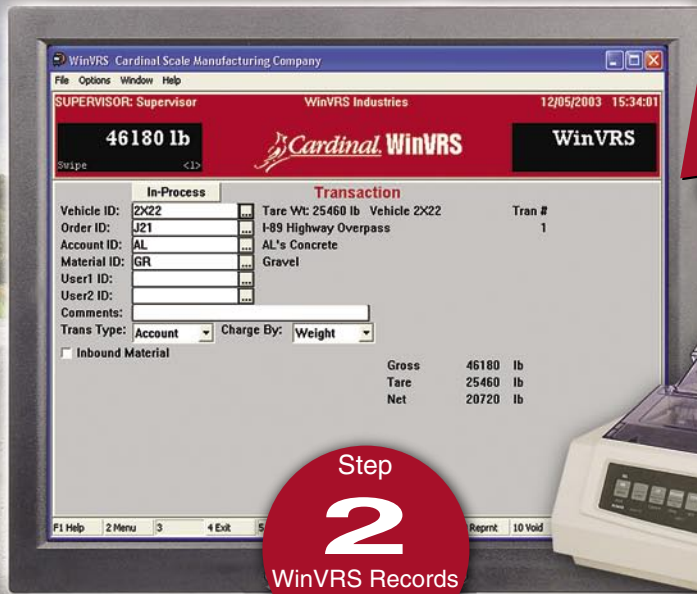 WinVRS Cardinal Scale Manufacturing Company
File Options Window Help
SUPERVISOR: Supervisor WinVRS Industries 12/05/2003 15:34:01
46180 lb Cardinal WinVRS WinVRS
Swipe <1>
In-Process Transaction
Vehicle ID: 2X22 ... Tare Wt: 25460 lb Vehicle 2X22 Tran #
Order ID: J21 ... I-89 Highway Overpass 1
Account ID: AL ... AL's Concrete
Material ID: GR ... Gravel
User1 ID: ...
User2 ID: ...
Comments:
Trans Type: Account Charge By: Weight
Inbound Material
Gross 46180 lb
Tare 25460 lb
Net 20720 lb
F1 Help 2 Menu 3 4 Exit 5 Reprnt 10 Void
Step
2
WinVRS Records